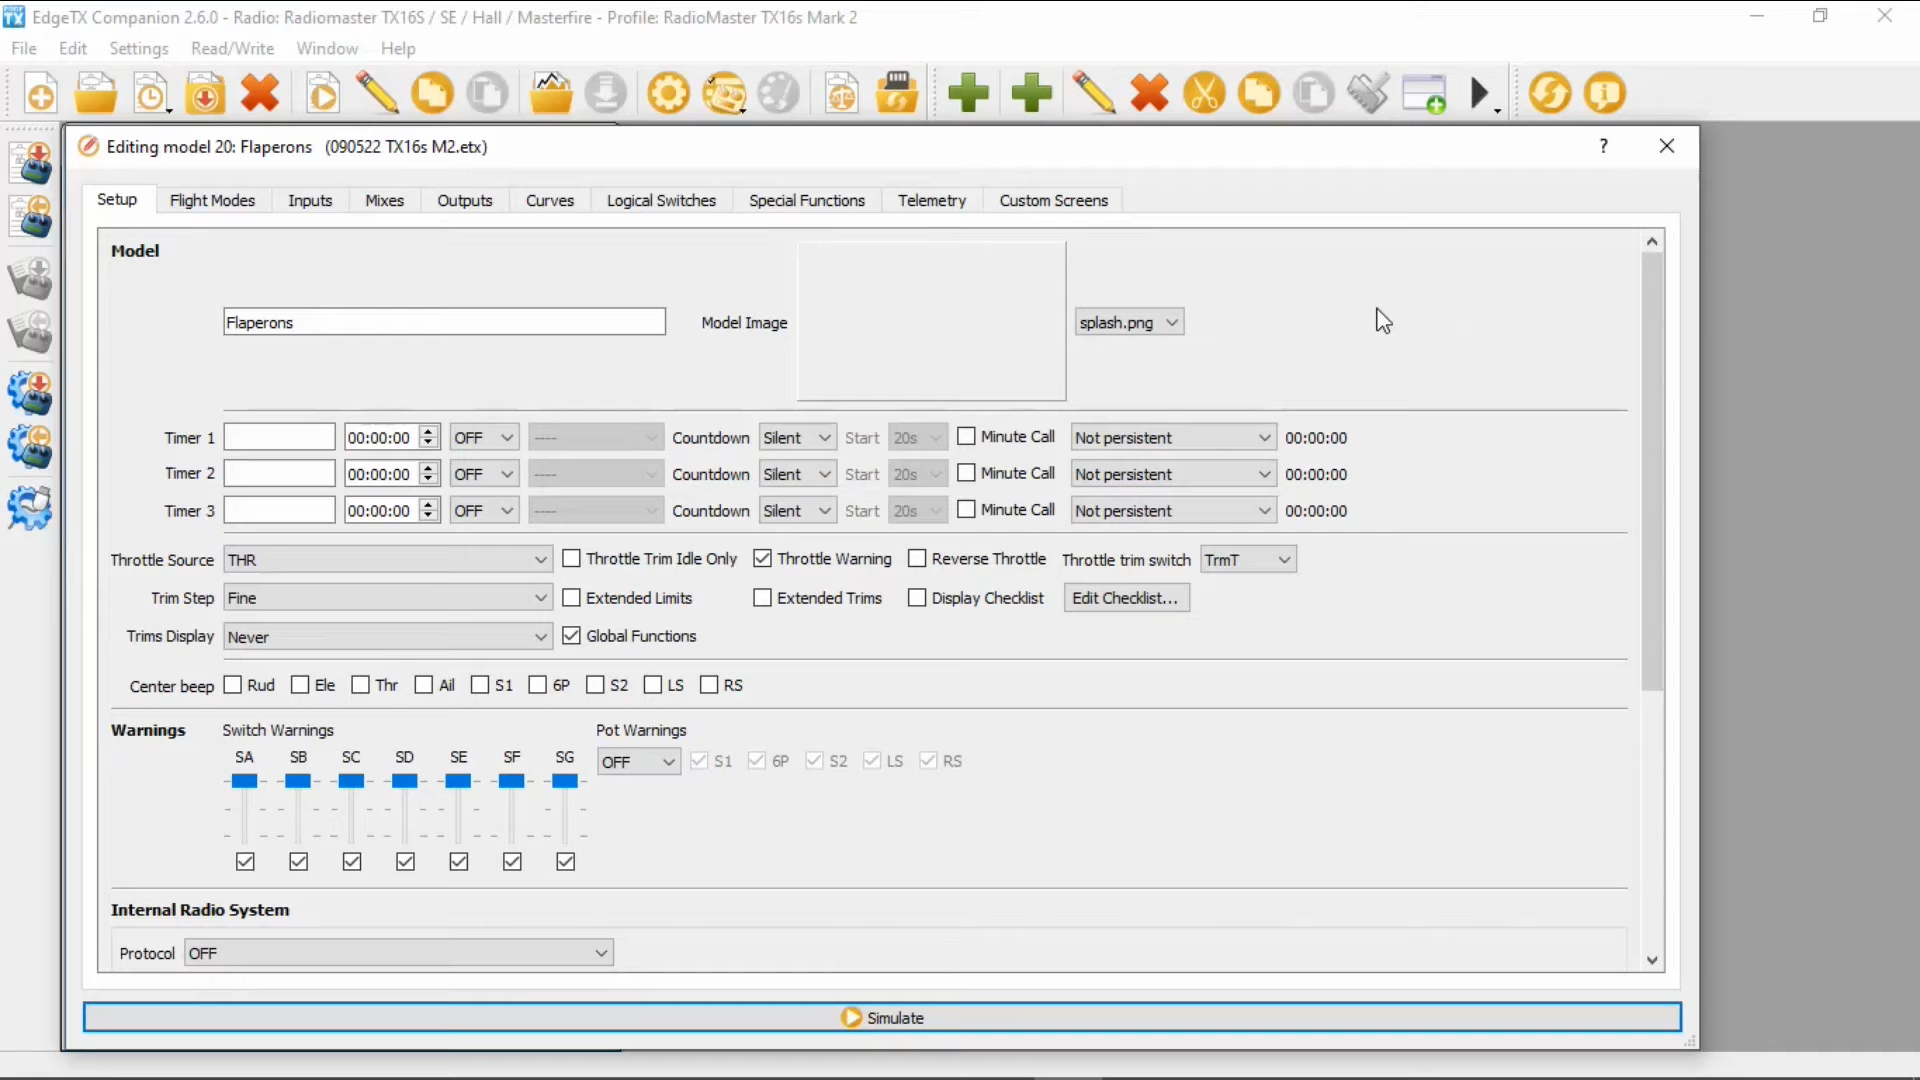 EdgeTX Companion 2.6.0 - Radio: Radiomaster TX16S / SE / Hall / Masterfire - Profile: RadioMaster TX16s Mark 2
File Edit Settings Read/Write Window Help
Editing model 20: Flaperons (090522 TX16s M2.etx) ?
Setup Flight Modes Inputs Mixes Outputs Curves Logical Switches Special Functions Telemetry Custom Screens
Model
Flaperons Model Image splash.png
Timer 1 00:00:00 OFF ---- Countdown Silent Start 20s Minute Call Not persistent 00:00:00
Timer 2 00:00:00 OFF ---- Countdown Silent Start 20s Minute Call Not persistent 00:00:00
Timer 3 00:00:00 OFF ---- Countdown Silent Start 20s Minute Call Not persistent 00:00:00
Throttle Source THR Throttle Trim Idle Only Throttle Warning Reverse Throttle Throttle trim switch TrmT
Trim Step Fine Extended Limits Extended Trims Display Checklist Edit Checklist...
Trims Display Never Global Functions
Center beep Rud Ele Thr Ail S1 6P S2 LS RS
Warnings Switch Warnings Pot Warnings
SA SB SC SD SE SF SG
OFF S1 6P S2 LS RS
Internal Radio System
Protocol OFF
Simulate